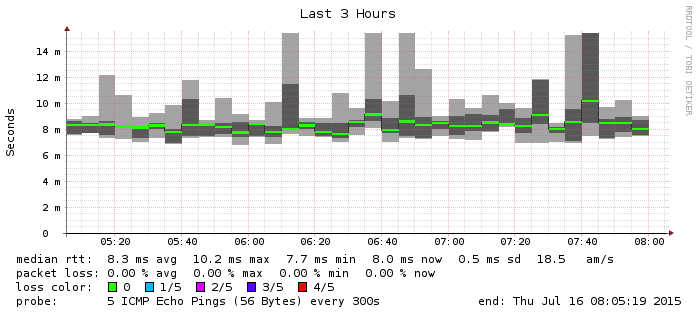 Last 3 Hours
RRDTOOL / TOBI OETIKER
Seconds
14 m
12 m
10 m
8 m
6 m
4 m
2 m
0
05:20 05:40 06:00 06:20 06:40 07:00 07:20 07:40 08:00
median rtt: 8.3 ms avg 10.2 ms max 7.7 ms min 8.0 ms now 0.5 ms sd 18.5 am/s
packet loss: 0.00 % avg 0.00 % max 0.00 % min 0.00 % now
loss color: 0 1/5 2/5 3/5 4/5
probe: 5 ICMP Echo Pings (56 Bytes) every 300s end: Thu Jul 16 08:05:19 2015